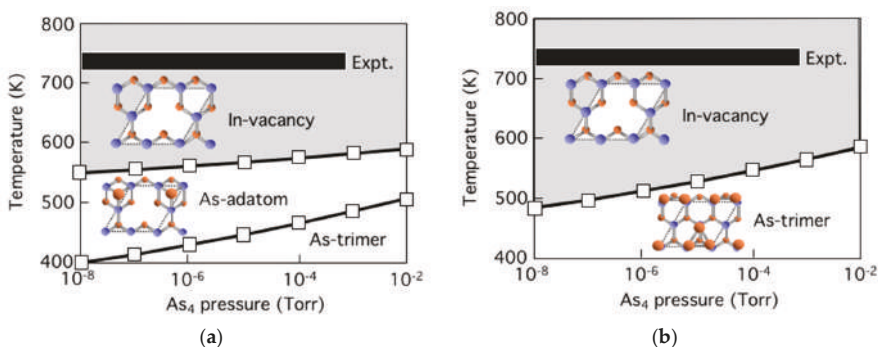 800
700
600
500
400
Temperature (K)
Expt.
In-vacancy
As-adatom
As-trimer
10⁻⁸ 10⁻⁶ 10⁻⁴ 10⁻²
As₄ pressure (Torr)
(a)
800
700
600
500
400
Temperature (K)
Expt.
In-vacancy
As-trimer
10⁻⁸ 10⁻⁶ 10⁻⁴ 10⁻²
As₄ pressure (Torr)
(b)